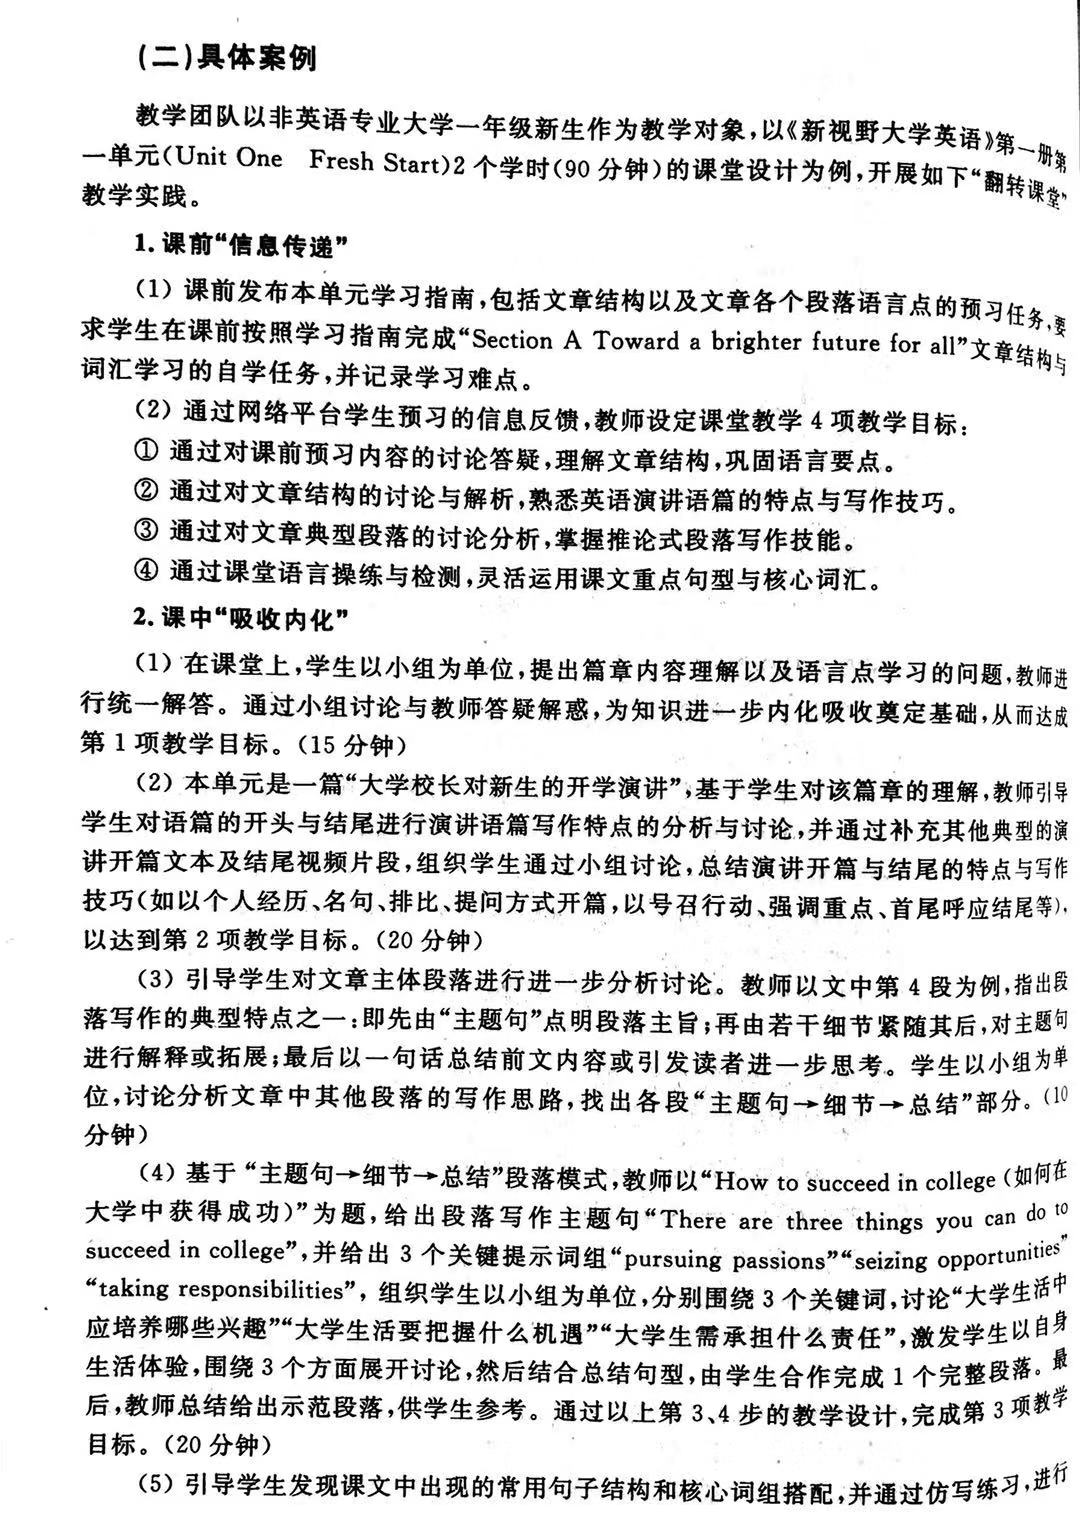 (二)具体案例
教学团队以非英语专业大学一年级新生作为教学对象,以《新视野大学英语》第一册第
一单元(Unit One Fresh Start)2 个学时(90 分钟)的课堂设计为例,开展如下“翻转课堂”
教学实践。
1. 课前“信息传递”
(1) 课前发布本单元学习指南,包括文章结构以及文章各个段落语言点的预习任务,要
求学生在课前按照学习指南完成“Section A Toward a brighter future for all”文章结构与
词汇学习的自学任务,并记录学习难点。
(2) 通过网络平台学生预习的信息反馈,教师设定课堂教学 4 项教学目标:
① 通过对课前预习内容的讨论答疑,理解文章结构,巩固语言要点。
② 通过对文章结构的讨论与解析,熟悉英语演讲语篇的特点与写作技巧。
③ 通过对文章典型段落的讨论分析,掌握推论式段落写作技能。
④ 通过课堂语言操练与检测,灵活运用课文重点句型与核心词汇。
2. 课中“吸收内化”
(1) 在课堂上,学生以小组为单位,提出篇章内容理解以及语言点学习的问题,教师进
行统一解答。通过小组讨论与教师答疑解惑,为知识进一步内化吸收奠定基础,从而达成
第 1 项教学目标。(15 分钟)
(2) 本单元是一篇“大学校长对新生的开学演讲”,基于学生对该篇章的理解,教师引导
学生对语篇的开头与结尾进行演讲语篇写作特点的分析与讨论,并通过补充其他典型的演
讲开篇文本及结尾视频片段,组织学生通过小组讨论,总结演讲开篇与结尾的特点与写作
技巧(如以个人经历、名句、排比、提问方式开篇,以号召行动、强调重点、首尾呼应结尾等),
以达到第 2 项教学目标。(20 分钟)
(3) 引导学生对文章主体段落进行进一步分析讨论。教师以文中第 4 段为例,指出段
落写作的典型特点之一:即先由“主题句”点明段落主旨;再由若干细节紧随其后,对主题句
进行解释或拓展;最后以一句话总结前文内容或引发读者进一步思考。学生以小组为单
位,讨论分析文章中其他段落的写作思路,找出各段“主题句→细节→总结”部分。(10
分钟)
(4) 基于 “主题句→细节→总结”段落模式,教师以“How to succeed in college (如何在
大学中获得成功)”为题,给出段落写作主题句“There are three things you can do to
succeed in college”,并给出 3 个关键提示词组“pursuing passions”“seizing opportunities”
“taking responsibilities”, 组织学生以小组为单位,分别围绕 3 个关键词,讨论“大学生活中
应培养哪些兴趣”“大学生活要把握什么机遇”“大学生需承担什么责任”,激发学生以自身
生活体验,围绕 3 个方面展开讨论,然后结合总结句型,由学生合作完成 1 个完整段落。最
后,教师总结给出示范段落,供学生参考。通过以上第 3、4 步的教学设计,完成第 3 项教学
目标。(20 分钟)
(5) 引导学生发现课文中出现的常用句子结构和核心词组搭配,并通过仿写练习,进行